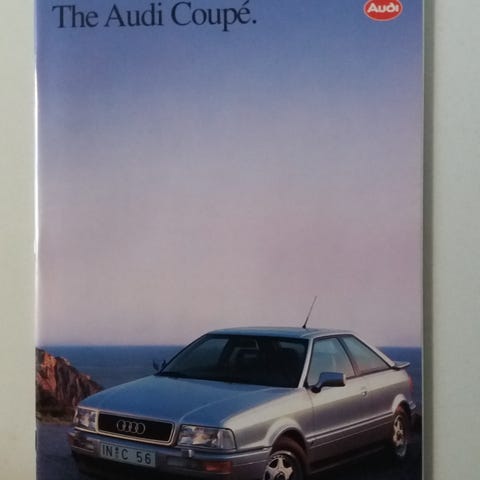 The Audi Coupé.
Audi
IN C 56